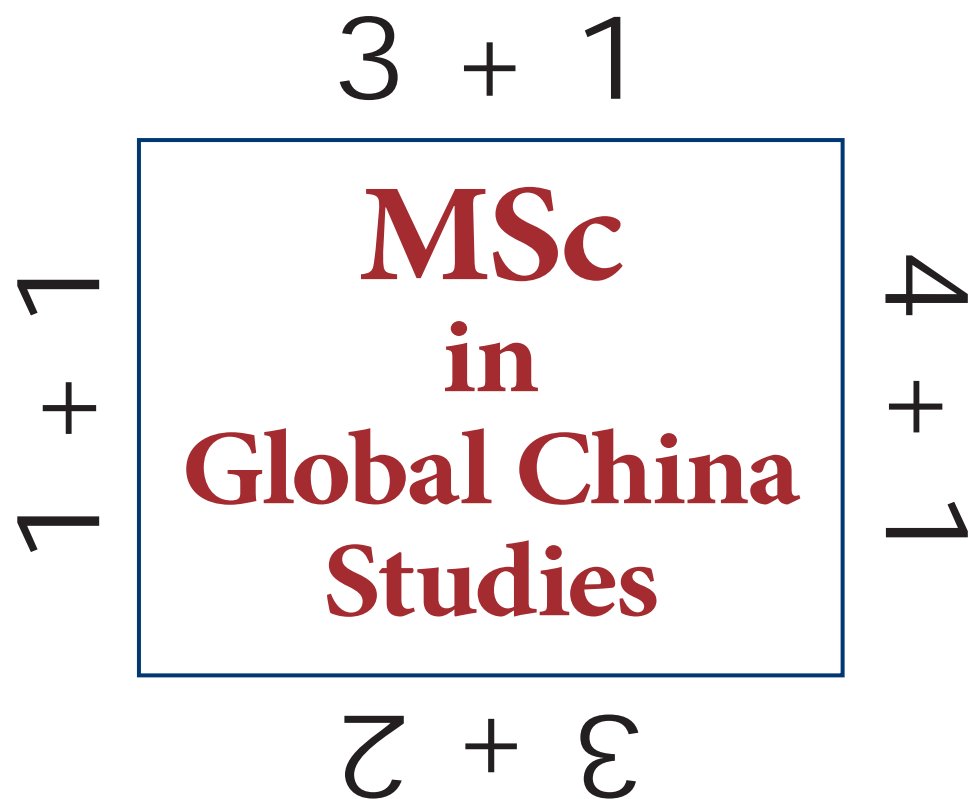 3 + 1
1 + 1
MSc
in
Global China
Studies
4 + 1
3 + 2